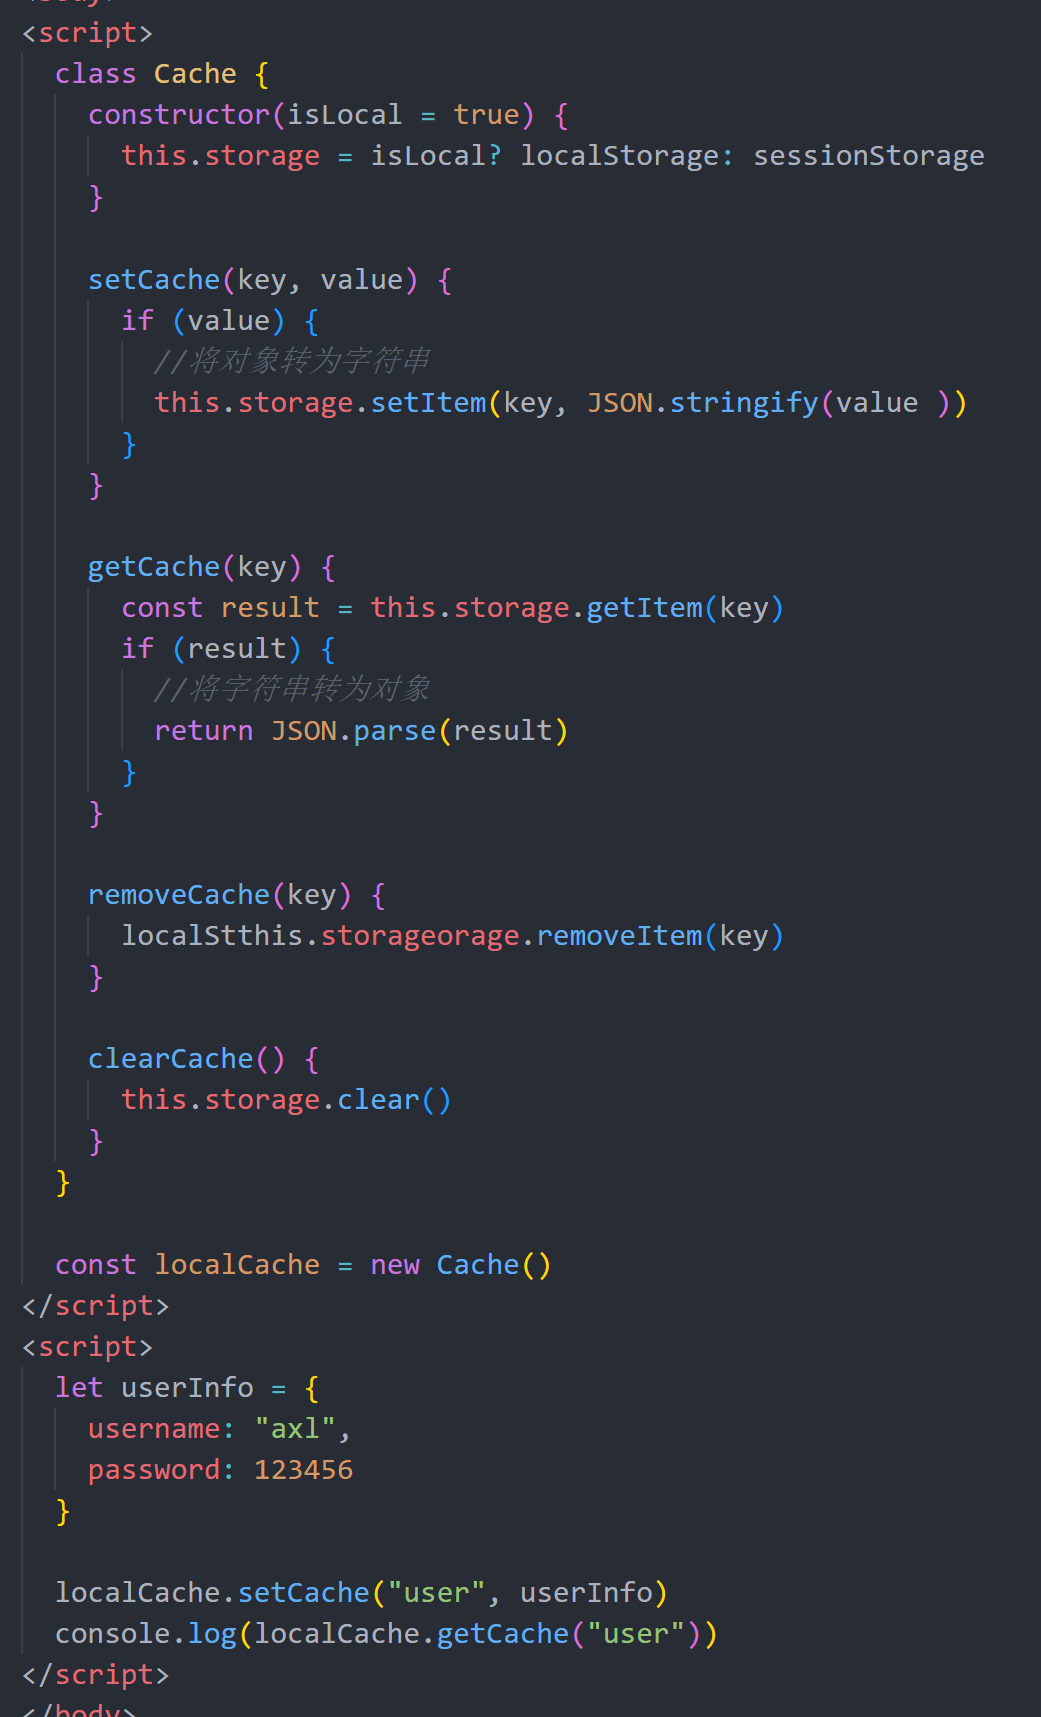 <script>
class Cache {
constructor(isLocal = true) {
this.storage = isLocal? localStorage: sessionStorage
}
setCache(key, value) {
if (value) {
//将对象转为字符串
this.storage.setItem(key, JSON.stringify(value ))
}
}
getCache(key) {
const result = this.storage.getItem(key)
if (result) {
//将字符串转为对象
return JSON.parse(result)
}
}
removeCache(key) {
localStthis.storageorage.removeItem(key)
}
clearCache() {
this.storage.clear()
}
}
const localCache = new Cache()
</script>
<script>
let userInfo = {
username: "axl",
password: 123456
}
localCache.setCache("user", userInfo)
console.log(localCache.getCache("user"))
</script>